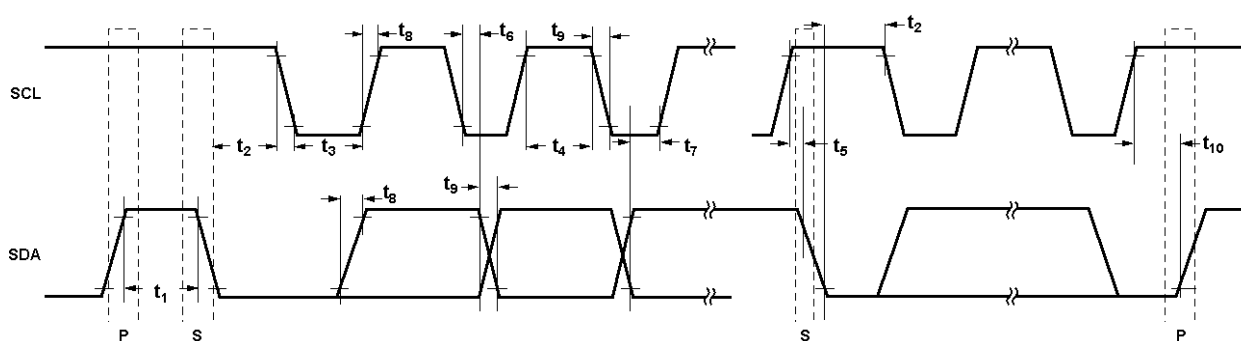 t8 t6 t9 t2
SCL
t2 t3 t4 t7 t5 t10
t8 t9
SDA
t1
P S S P